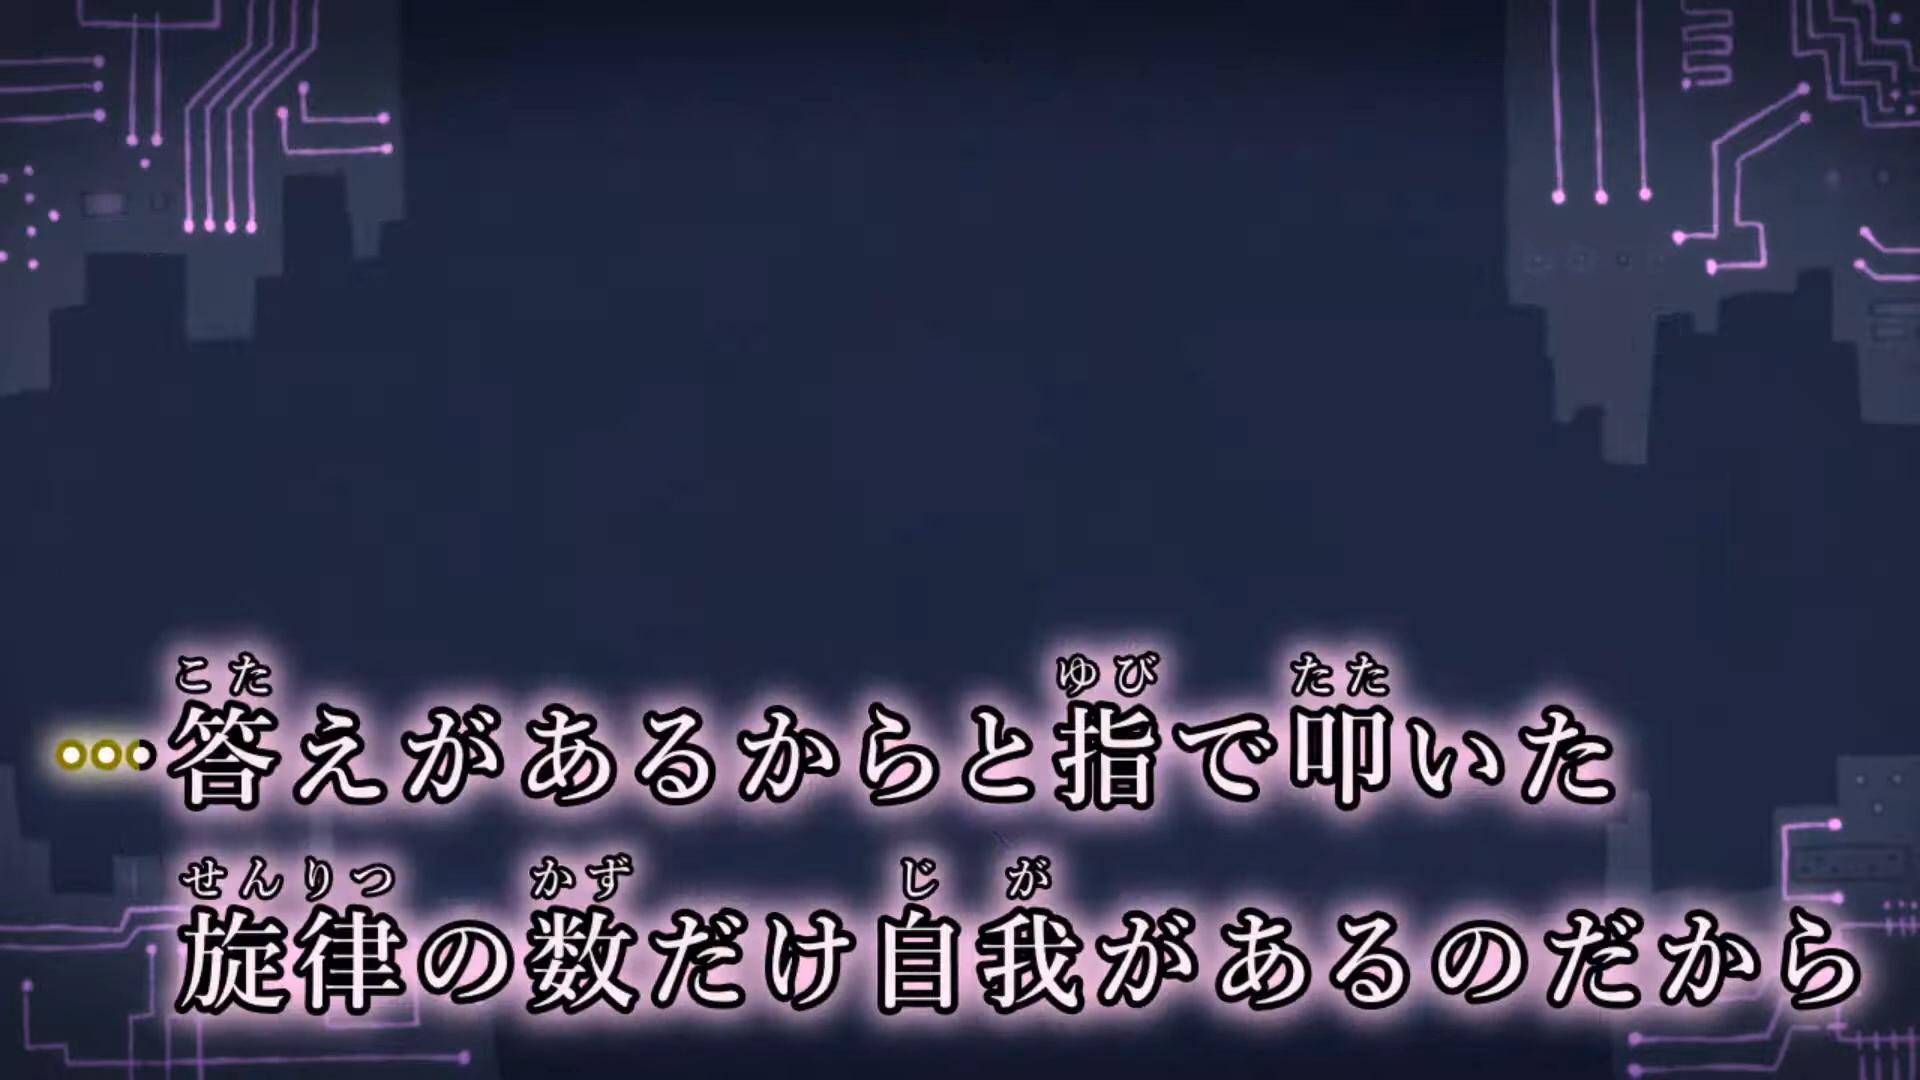 こた ゆび たた
答えがあるからと指で叩いた
せんりつ かず じ が
旋律の数だけ自我があるのだから